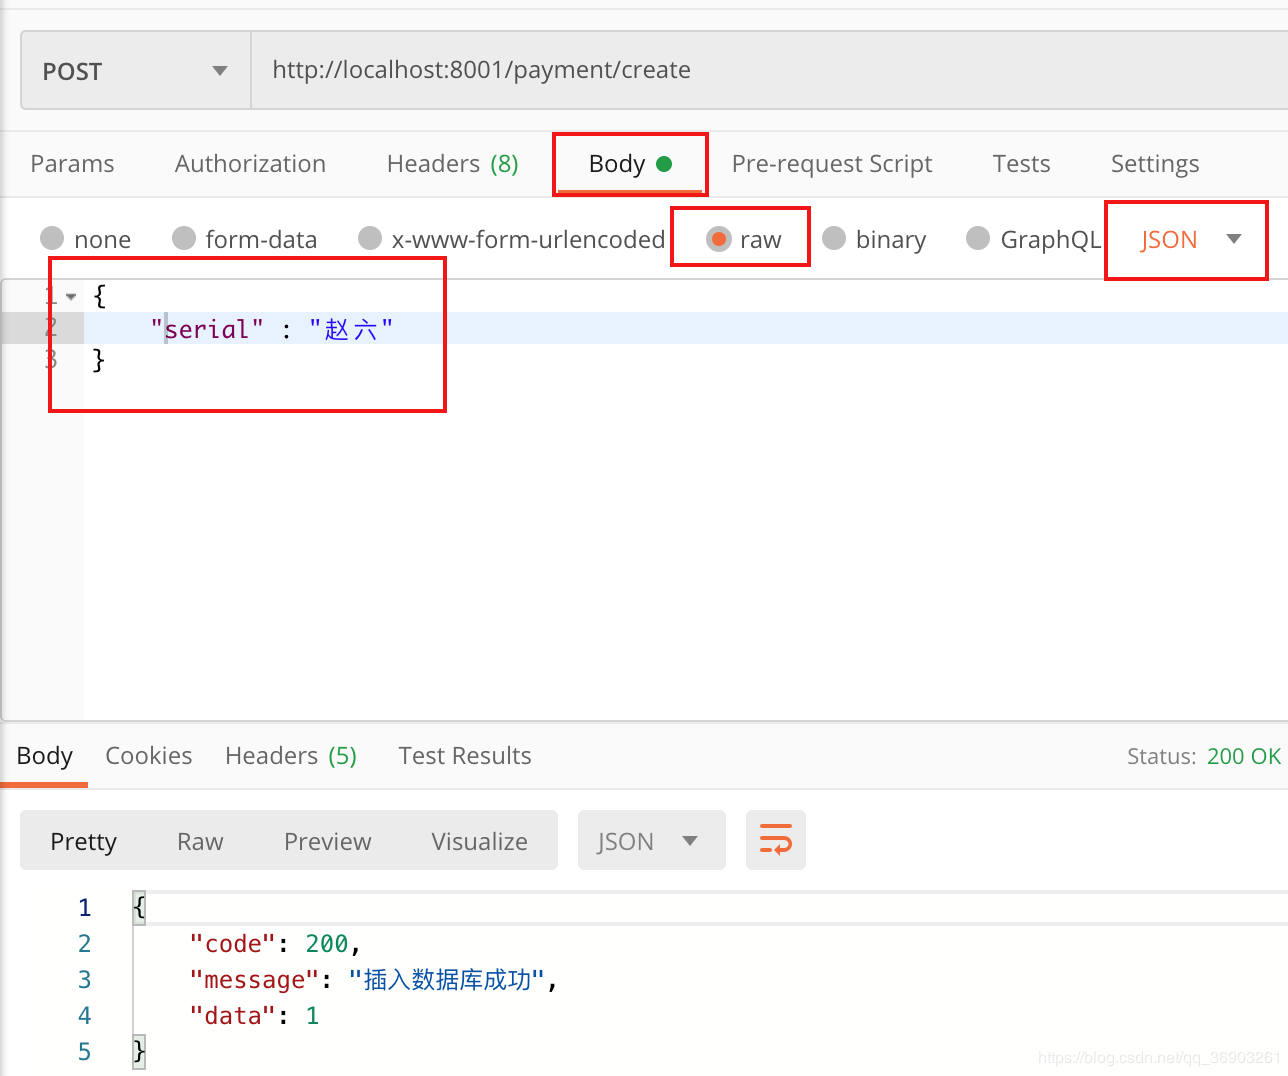 POST http://localhost:8001/payment/create
Params Authorization Headers (8) Body Pre-request Script Tests Settings
none form-data x-www-form-urlencoded raw binary GraphQL JSON
1 {
2 "serial" : "赵六"
3 }
Body Cookies Headers (5) Test Results Status: 200 OK
Pretty Raw Preview Visualize JSON
1 {
2 "code": 200,
3 "message": "插入数据库成功",
4 "data": 1
5 }
https://blog.csdn.net/qq_36903261